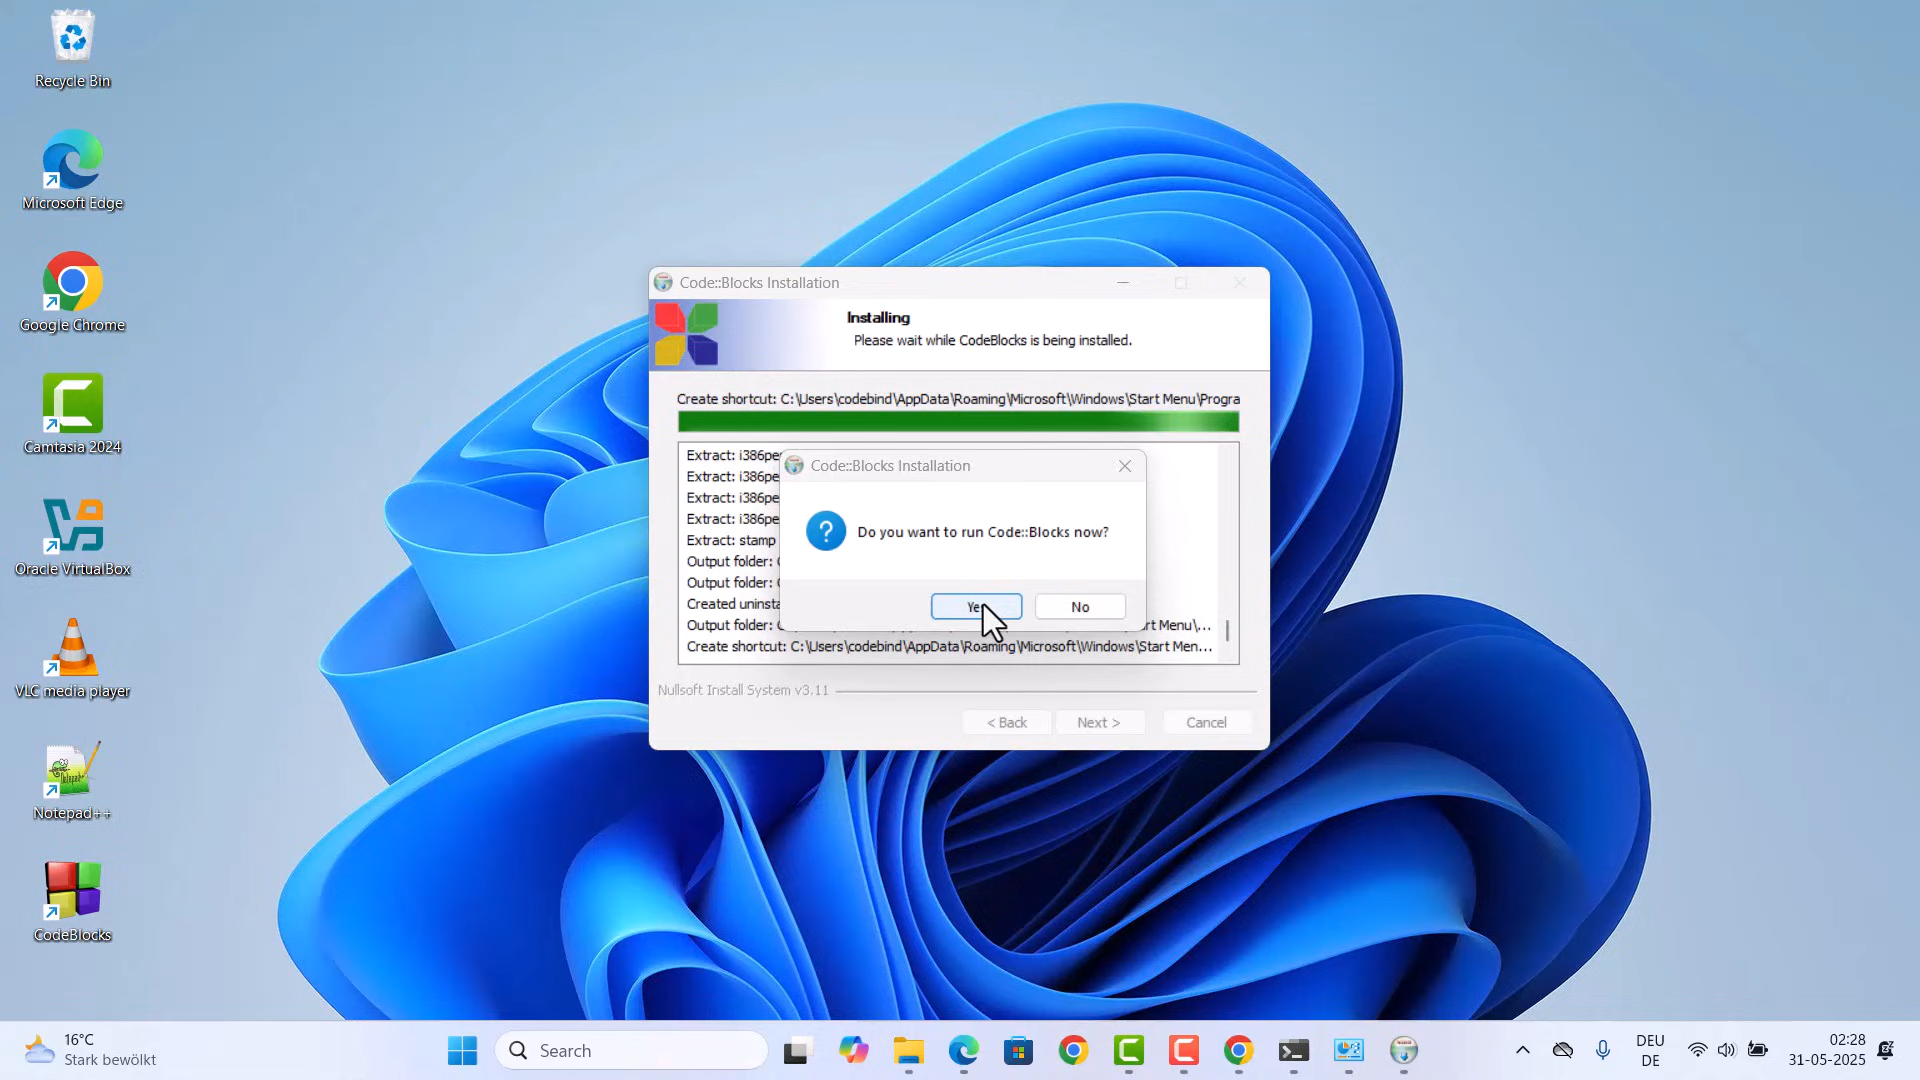 Recycle Bin
Microsoft Edge
Google Chrome
Camtasia 2024
Oracle VirtualBox
VLC media player
Notepad++
CodeBlocks
Code::Blocks Installation
Installing
Please wait while CodeBlocks is being installed.
Create shortcut: C:\Users\codebind\AppData\Roaming\Microsoft\Windows\Start Menu\Progra
Extract: i386pe
Extract: i386pe
Extract: i386pe
Extract: i386pe
Extract: stamp
Output folder:
Output folder:
Created uninsta
Output folder: rt Menu\...
Create shortcut: C:\Users\codebind\AppData\Roaming\Microsoft\Windows\Start Men...
Code::Blocks Installation
Do you want to run Code::Blocks now?
Ye No
Nullsoft Install System v3.11
< Back Next > Cancel
16°C
Stark bewölkt
Search
DEU
DE
02:28
31-05-2025